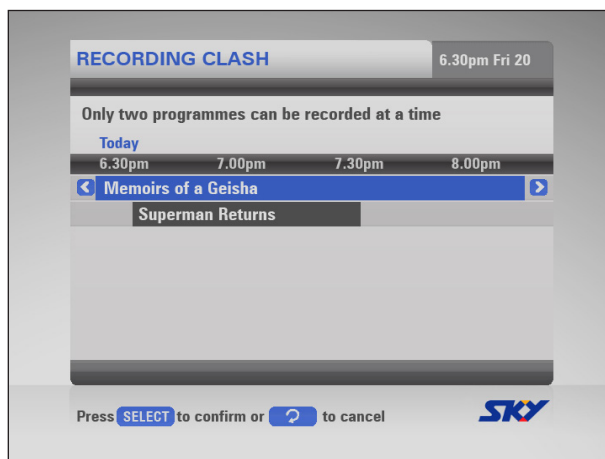 RECORDING CLASH 6.30pm Fri 20
Only two programmes can be recorded at a time
Today
6.30pm 7.00pm 7.30pm 8.00pm
Memoirs of a Geisha
Superman Returns
Press SELECT to confirm or to cancel
SKY